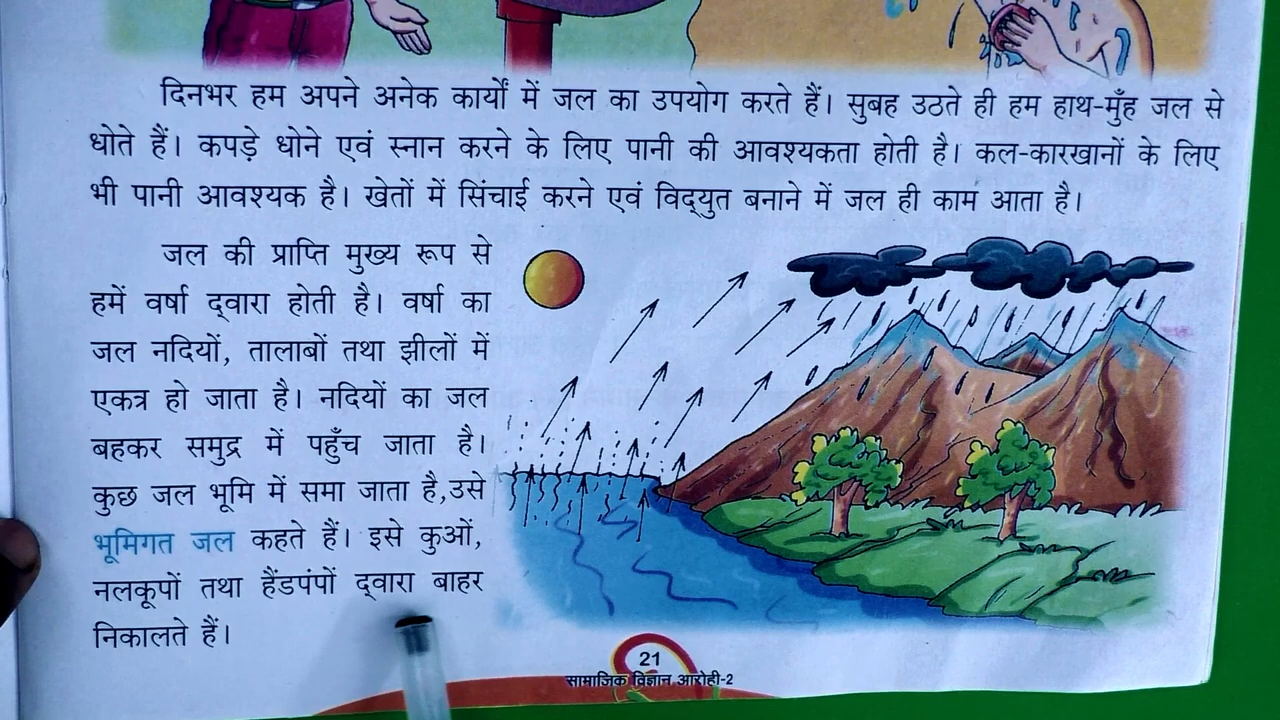 दिनभर हम अपने अनेक कार्यों में जल का उपयोग करते हैं। सुबह उठते ही हम हाथ-मुँह जल से
धोते हैं। कपड़े धोने एवं स्नान करने के लिए पानी की आवश्यकता होती है। कल-कारखानों के लिए
भी पानी आवश्यक है। खेतों में सिंचाई करने एवं विद्‌युत बनाने में जल ही काम आता है।
जल की प्राप्ति मुख्य रूप से
हमें वर्षा द्‌वारा होती है। वर्षा का
जल नदियों, तालाबों तथा झीलों में
एकत्र हो जाता है। नदियों का जल
बहकर समुद्र में पहुँच जाता है।
कुछ जल भूमि में समा जाता है,उसे
भूमिगत जल कहते हैं। इसे कुओं,
नलकूपों तथा हैंडपंपों द्‌वारा बाहर
निकालते हैं।
21
सामाजिक विज्ञान आरोही-2